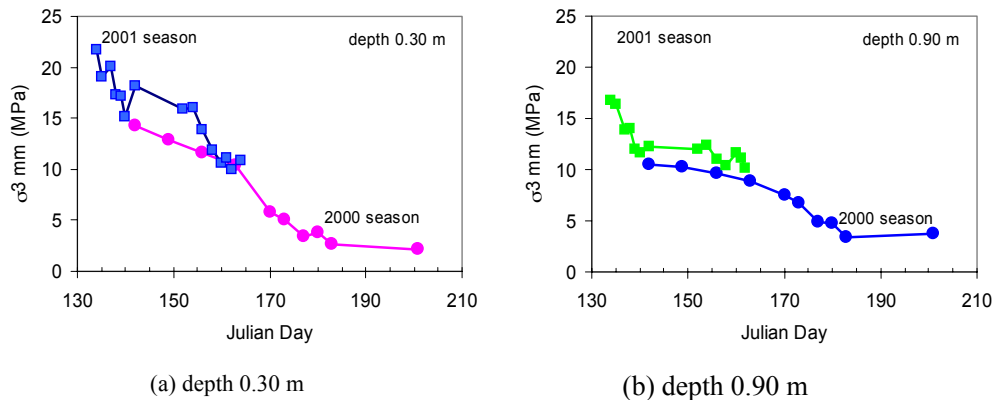 2001 season
depth 0.30 m
2000 season
σ3 mm (MPa)
25
20
15
10
5
0
130 150 170 190 210
Julian Day
(a) depth 0.30 m
2001 season
depth 0.90 m
2000 season
σ3 mm (MPa)
25
20
15
10
5
0
130 150 170 190 210
Julian Day
(b) depth 0.90 m